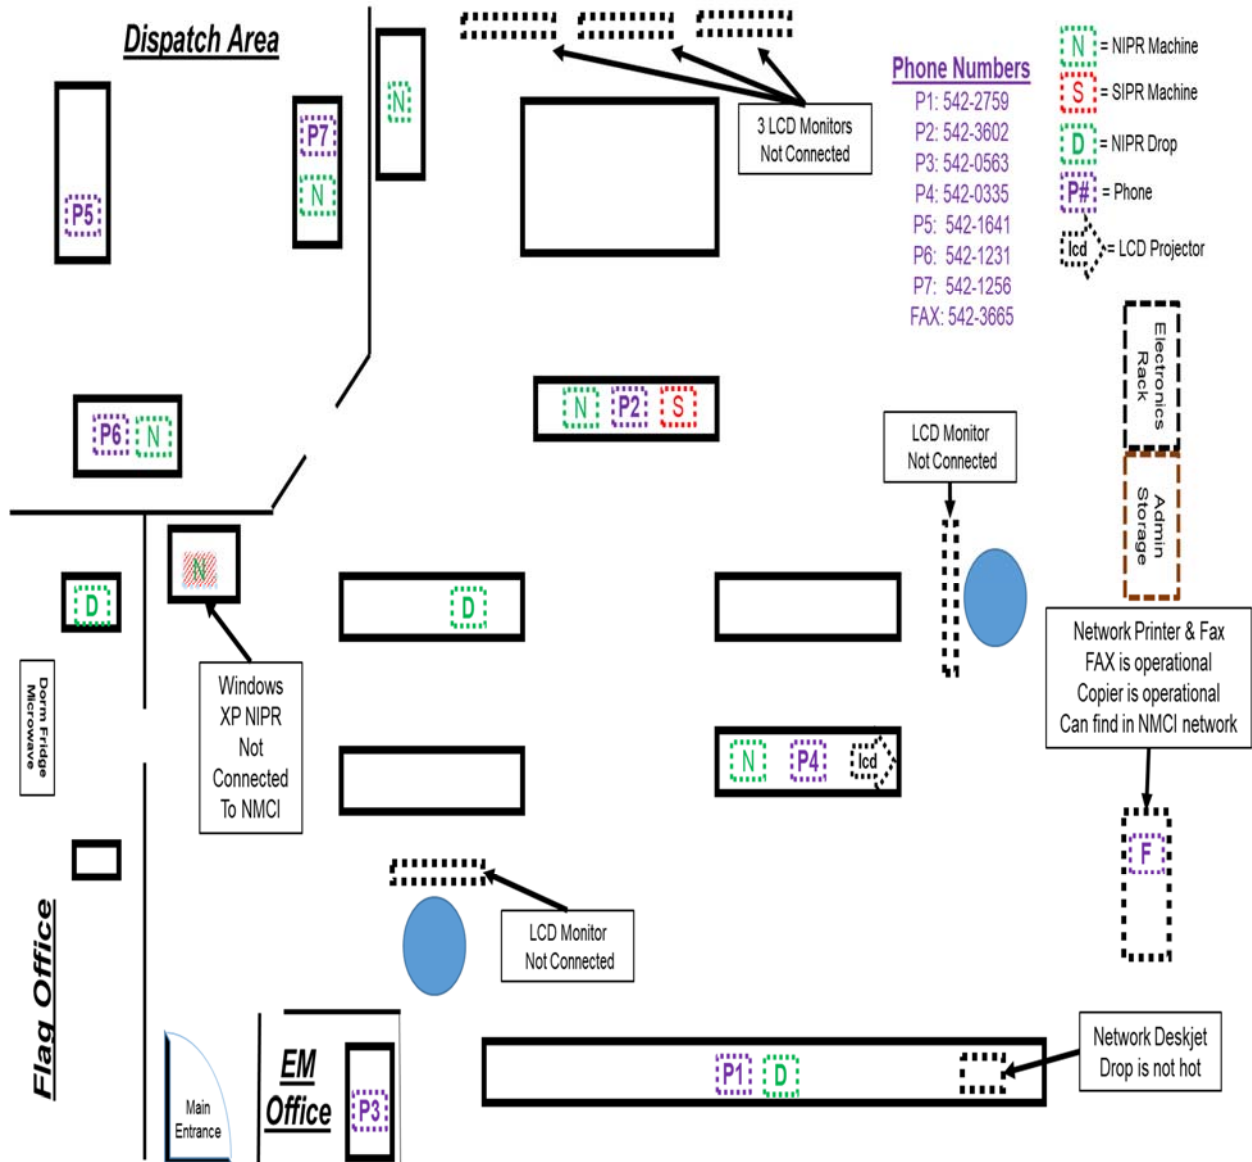 Dispatch Area
P5
P7
N
N
3 LCD Monitors
Not Connected
Phone Numbers
P1: 542-2759
P2: 542-3602
P3: 542-0563
P4: 542-0335
P5: 542-1641
P6: 542-1231
P7: 542-1256
FAX: 542-3665
N = NIPR Machine
S = SIPR Machine
D = NIPR Drop
P# = Phone
lcd = LCD Projector
Electronics
Rack
Admin
Storage
P6 N
N P2 S
LCD Monitor
Not Connected
N
D
D
Windows
XP NIPR
Not
Connected
To NMCI
Dorm Fridge
Microwave
Network Printer & Fax
FAX is operational
Copier is operational
Can find in NMCI network
N P4 lcd
F
LCD Monitor
Not Connected
Flag Office
Main
Entrance
EM
Office
P3
P1 D
Network Deskjet
Drop is not hot